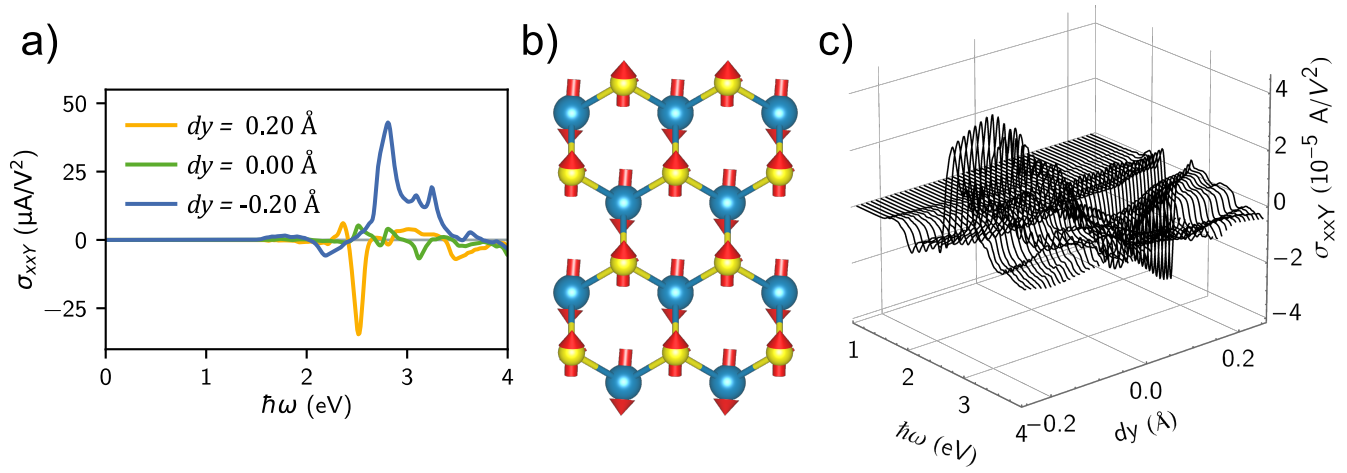 a)
50
25
0
−25
σxxY (μA/V²)
dy = 0.20 Å
dy = 0.00 Å
dy = -0.20 Å
0 1 2 3 4
ħω (eV)
b)
c)
4
2
0
−2
−4
σxxY (10⁻⁵ A/V²)
1
2
3
4
ħω (eV)
−0.2
0.0
0.2
dy (Å)